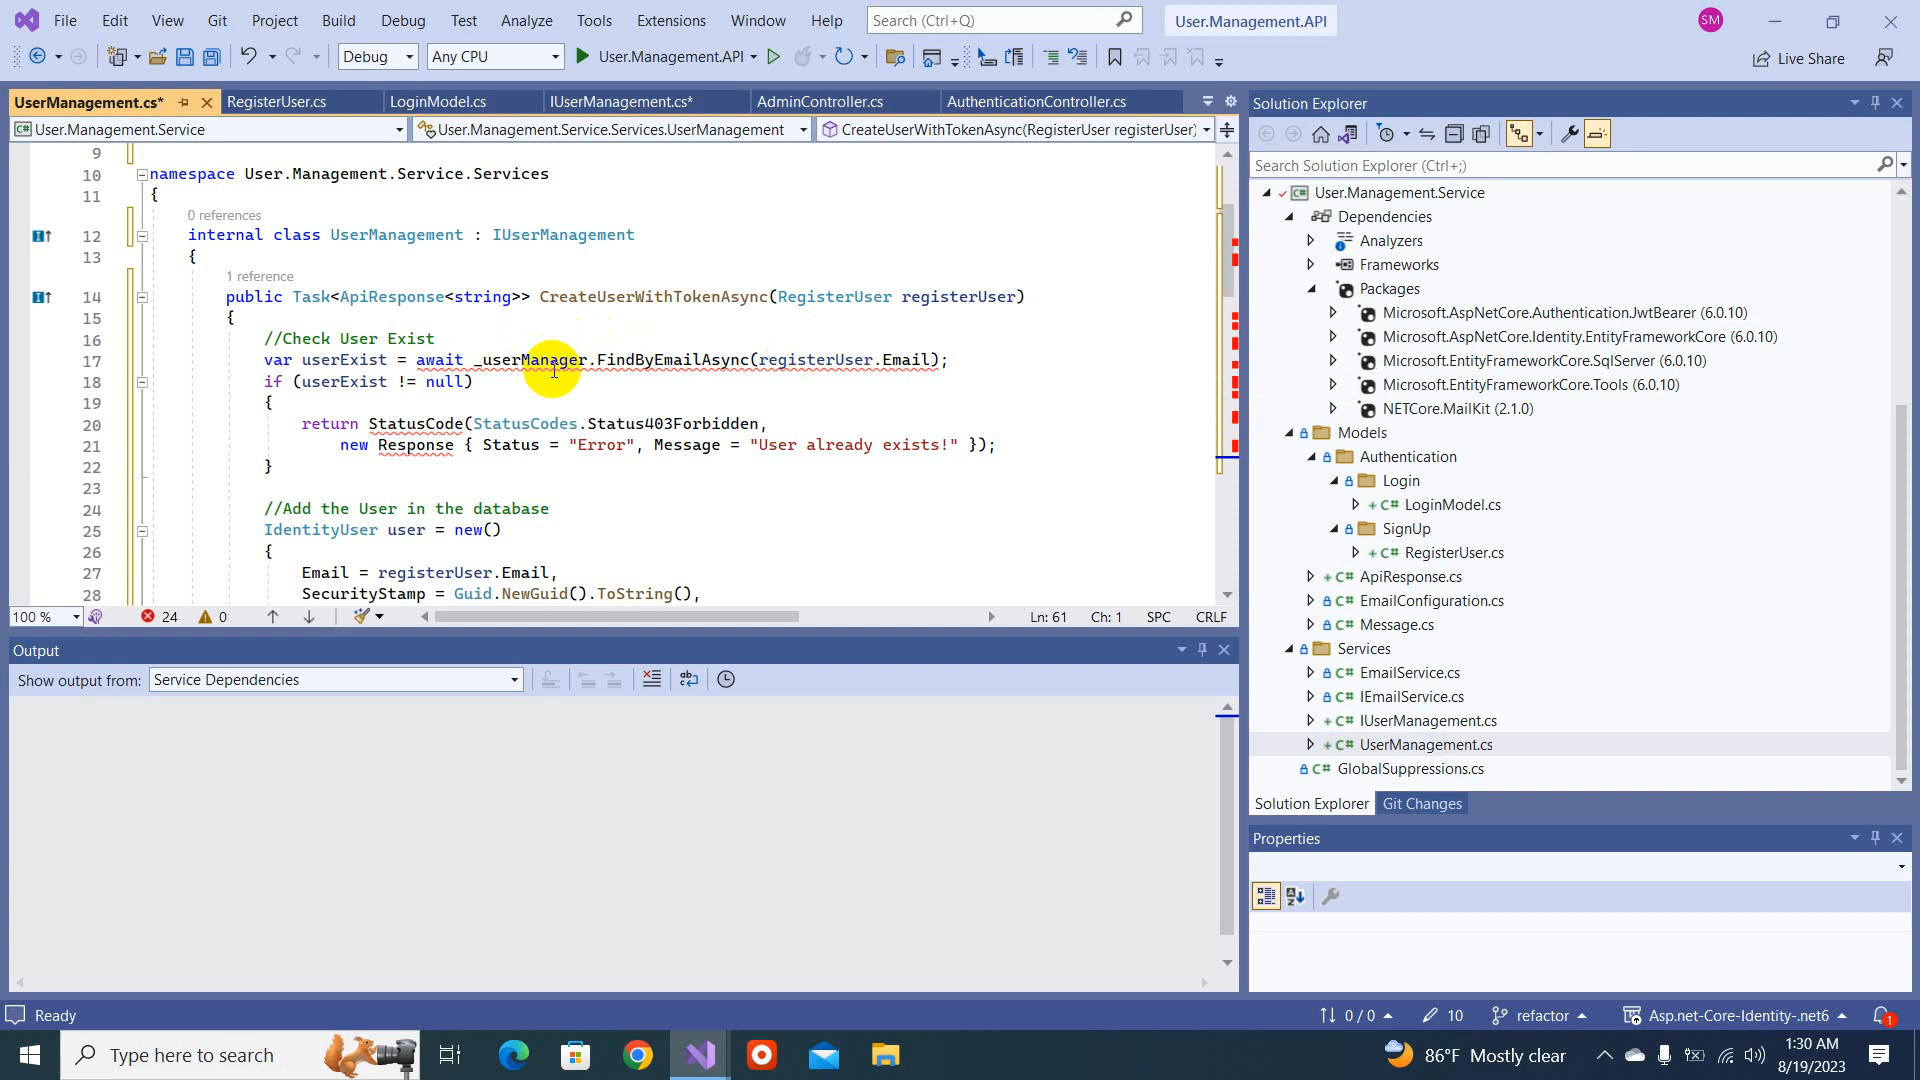 File Edit View Git Project Build Debug Test Analyze Tools Extensions Window Help Search (Ctrl+Q) User.Management.API SM
Debug Any CPU User.Management.API Live Share
UserManagement.cs* RegisterUser.cs LoginModel.cs IUserManagement.cs* AdminController.cs AuthenticationController.cs
User.Management.Service User.Management.Service.Services.UserManagement CreateUserWithTokenAsync(RegisterUser registerUser)
9
10 namespace User.Management.Service.Services
11 {
0 references
12 internal class UserManagement : IUserManagement
13 {
1 reference
14 public Task<ApiResponse<string>> CreateUserWithTokenAsync(RegisterUser registerUser)
15 {
16 //Check User Exist
17 var userExist = await _userManager.FindByEmailAsync(registerUser.Email);
18 if (userExist != null)
19 {
20 return StatusCode(StatusCodes.Status403Forbidden,
21 new Response { Status = "Error", Message = "User already exists!" });
22 }
23
24 //Add the User in the database
25 IdentityUser user = new()
26 {
27 Email = registerUser.Email,
28 SecurityStamp = Guid.NewGuid().ToString(),
100 % 24 0 Ln: 61 Ch: 1 SPC CRLF
Output
Show output from: Service Dependencies
Solution Explorer
Search Solution Explorer (Ctrl+;)
User.Management.Service
Dependencies
Analyzers
Frameworks
Packages
Microsoft.AspNetCore.Authentication.JwtBearer (6.0.10)
Microsoft.AspNetCore.Identity.EntityFrameworkCore (6.0.10)
Microsoft.EntityFrameworkCore.SqlServer (6.0.10)
Microsoft.EntityFrameworkCore.Tools (6.0.10)
NETCore.MailKit (2.1.0)
Models
Authentication
Login
C# LoginModel.cs
SignUp
C# RegisterUser.cs
C# ApiResponse.cs
C# EmailConfiguration.cs
C# Message.cs
Services
C# EmailService.cs
C# IEmailService.cs
C# IUserManagement.cs
C# UserManagement.cs
C# GlobalSuppressions.cs
Solution Explorer Git Changes
Properties
Ready 0 / 0 10 refactor Asp.net-Core-Identity-.net6 1
Type here to search 86°F Mostly clear 1:30 AM
8/19/2023